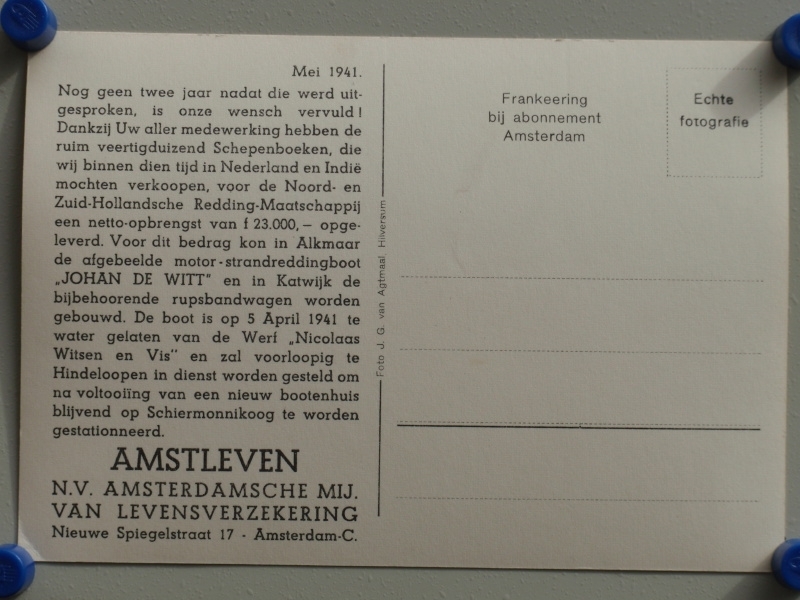 Mei 1941.
Nog geen twee jaar nadat die werd uit-
gesproken, is onze wensch vervuld!
Dankzij Uw aller medewerking hebben de
ruim veertigduizend Schepenboeken, die
wij binnen dien tijd in Nederland en Indië
mochten verkoopen, voor de Noord- en
Zuid-Hollandsche Redding-Maatschappij
een netto-opbrengst van f 23.000,- opge-
leverd. Voor dit bedrag kon in Alkmaar
de afgebeelde motor-strandreddingboot
„JOHAN DE WITT" en in Katwijk de
bijbehoorende rupsbandwagen worden
gebouwd. De boot is op 5 April 1941 te
water gelaten van de Werf „Nicolaas
Witsen en Vis" en zal voorloopig te
Hindeloopen in dienst worden gesteld om
na voltooiïng van een nieuw bootenhuis
blijvend op Schiermonnikoog te worden
gestationneerd.
AMSTLEVEN
N.V. AMSTERDAMSCHE MIJ.
VAN LEVENSVERZEKERING
Nieuwe Spiegelstraat 17 - Amsterdam-C.
Foto J. G. van Agtmaal, Hilversum
Frankeering
bij abonnement
Amsterdam
Echte
fotografie